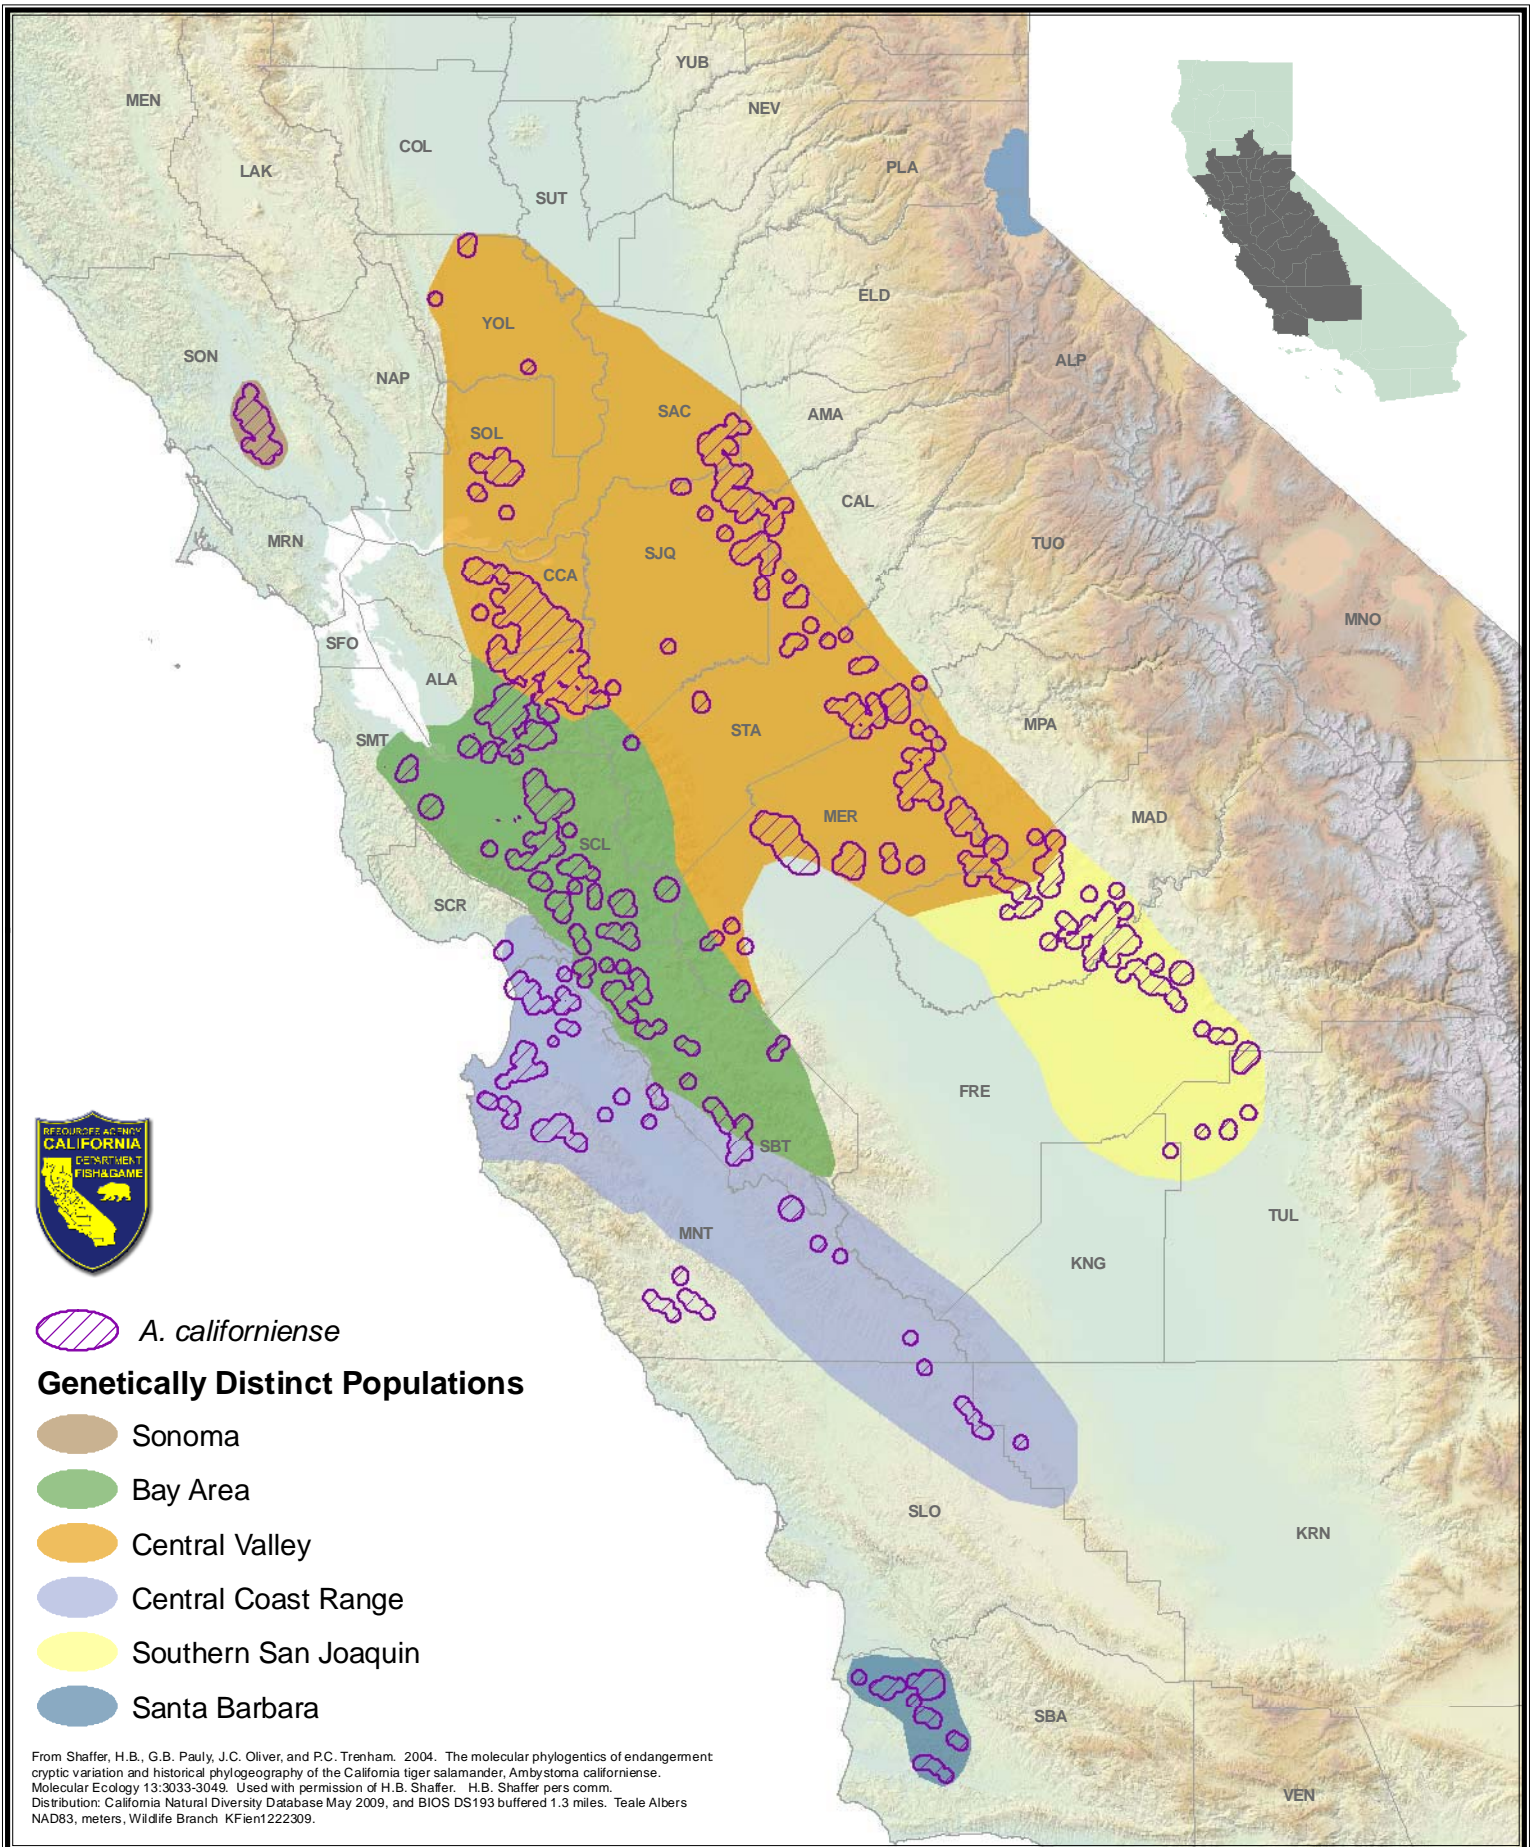 YUB
MEN
NEV
COL
PLA
LAK
SUT
ELD
YOL
SON
ALP
NAP
SAC
AMA
SOL
CAL
MRN
TUO
SJQ
CCA
MNO
SFO
ALA
MPA
STA
SMT
MER
MAD
SCL
SCR
FRE
SBT
TUL
MNT
KNG
SLO
KRN
SBA
VEN
RESOURCES AGENCY
CALIFORNIA
DEPARTMENT
FISH&GAME
A. californiense
Genetically Distinct Populations
Sonoma
Bay Area
Central Valley
Central Coast Range
Southern San Joaquin
Santa Barbara
From Shaffer, H.B., G.B. Pauly, J.C. Oliver, and P.C. Trenham. 2004. The molecular phylogentics of endangerment:
cryptic variation and historical phylogeography of the California tiger salamander, Ambystoma californiense.
Molecular Ecology 13:3033-3049. Used with permission of H.B. Shaffer. H.B. Shaffer pers comm.
Distribution: California Natural Diversity Database May 2009, and BIOS DS193 buffered 1.3 miles. Teale Albers
NAD83, meters, Wildlife Branch KFien1222309.